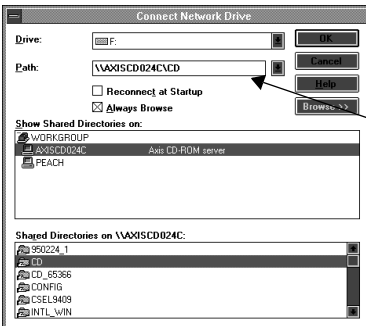 Connect Network Drive
Drive: F: OK
Path: \\AXISCD024C\CD Cancel
Help
Reconnect at Startup
Always Browse Browse >>
Show Shared Directories on:
WORKGROUP
AXISCD024C Axis CD-ROM server
PEACH
Shared Directories on \\AXISCD024C:
950224_1
CD
CD_65366
CONFIG
CSEL9409
INTL_WIN